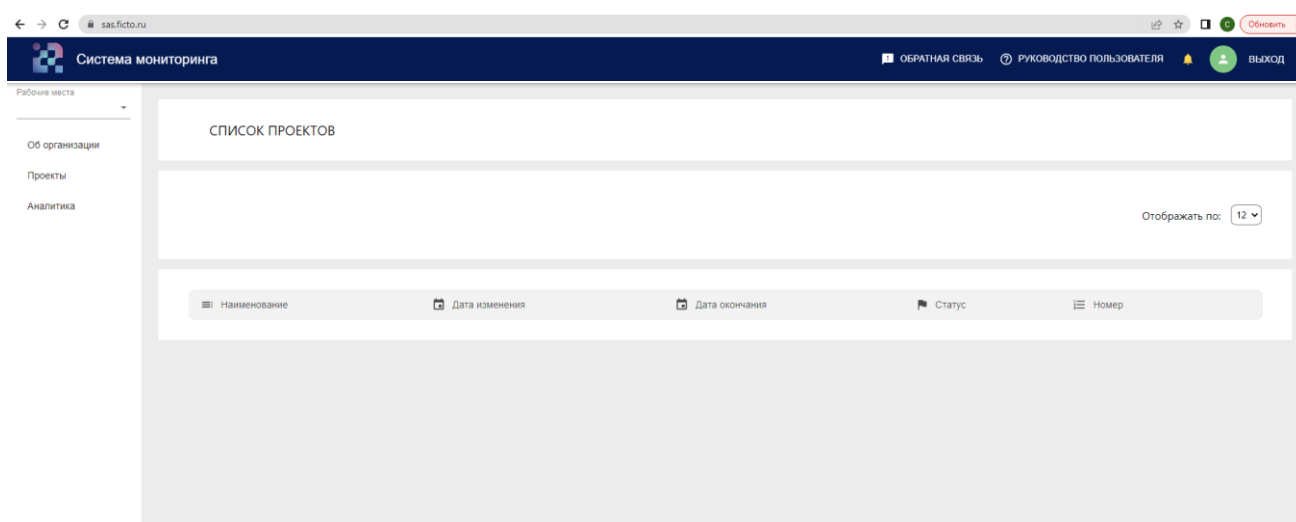 sas.ficto.ru
С
Обновить
Система мониторинга
ОБРАТНАЯ СВЯЗЬ
РУКОВОДСТВО ПОЛЬЗОВАТЕЛЯ
ВЫХОД
Рабочие места
Об организации
Проекты
Аналитика
СПИСОК ПРОЕКТОВ
Отображать по: 12
Наименование
Дата изменения
Дата окончания
Статус
Номер